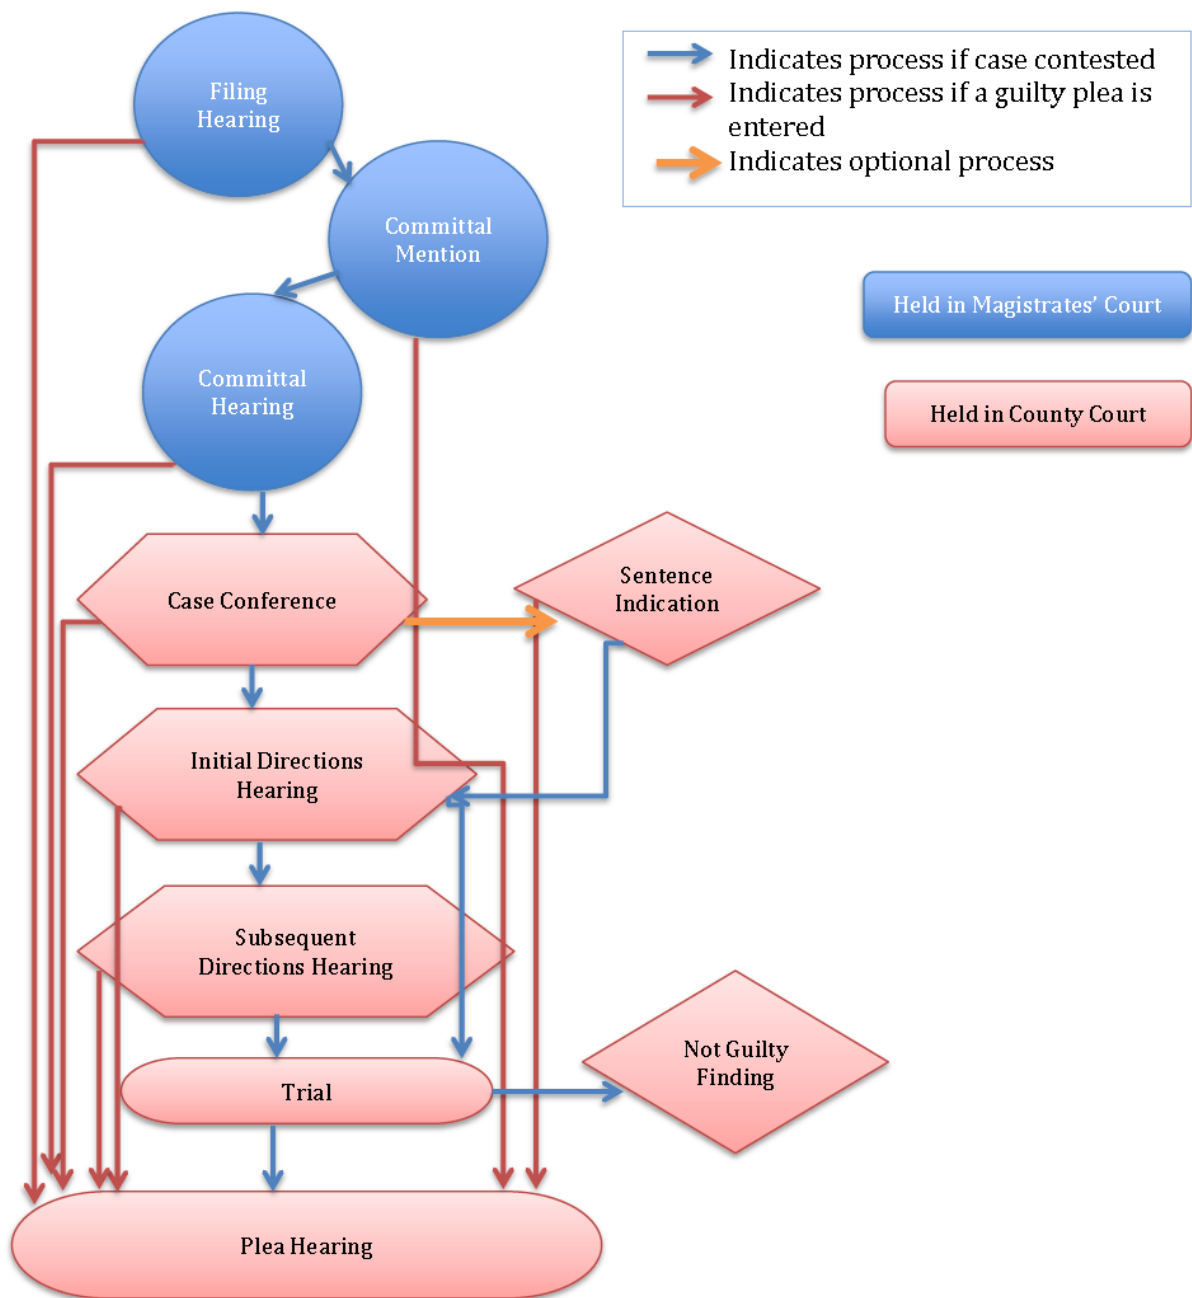 Filing
Hearing
Indicates process if case contested
Indicates process if a guilty plea is
entered
Indicates optional process
Committal
Mention
Held in Magistrates' Court
Committal
Hearing
Held in County Court
Case Conference
Sentence
Indication
Initial Directions
Hearing
Subsequent
Directions Hearing
Not Guilty
Finding
Trial
Plea Hearing